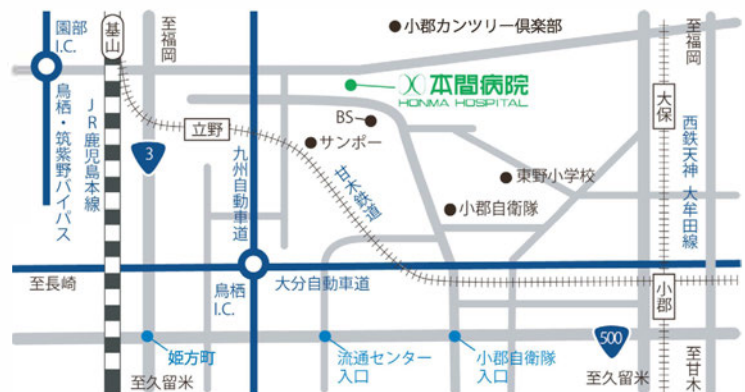 園部
I.C.
基山
至福岡
小郡カンツリー倶楽部
至福岡
本間病院
HONMA HOSPITAL
大保
BS
立野
サンポー
3
鳥栖・筑紫野バイパス
JR鹿児島本線
九州自動車道
甘木鉄道
東野小学校
小郡自衛隊
西鉄天神 大牟田線
至長崎
鳥栖
I.C.
大分自動車道
小郡
姫方町
流通センター
入口
小郡自衛隊
入口
500
至久留米
至久留米
至甘木